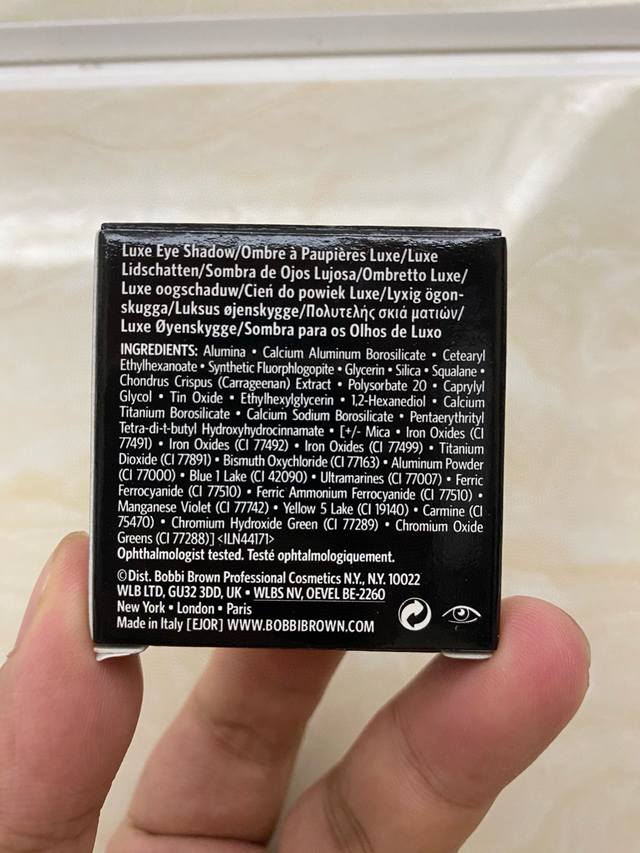 Luxe Eye Shadow/Ombre à Paupières Luxe/Luxe
Lidschatten/Sombra de Ojos Lujosa/Ombretto Luxe/
Luxe oogschaduw/Cień do powiek Luxe/Lyxig ögon-
skugga/Luksus øjenskygge/Πολυτελής σκιά ματιών/
Luxe Øyenskygge/Sombra para os Olhos de Luxo
INGREDIENTS: Alumina • Calcium Aluminum Borosilicate • Cetearyl
Ethylhexanoate • Synthetic Fluorphlogopite • Glycerin • Silica • Squalane •
Chondrus Crispus (Carrageenan) Extract • Polysorbate 20 • Caprylyl
Glycol • Tin Oxide • Ethylhexylglycerin • 1,2-Hexanediol • Calcium
Titanium Borosilicate • Calcium Sodium Borosilicate • Pentaerythrityl
Tetra-di-t-butyl Hydroxyhydrocinnamate • [+/- Mica • Iron Oxides (CI
77491) • Iron Oxides (CI 77492) • Iron Oxides (CI 77499) • Titanium
Dioxide (CI 77891) • Bismuth Oxychloride (CI 77163) • Aluminum Powder
(CI 77000) • Blue 1 Lake (CI 42090) • Ultramarines (CI 77007) • Ferric
Ferrocyanide (CI 77510) • Ferric Ammonium Ferrocyanide (CI 77510) •
Manganese Violet (CI 77742) • Yellow 5 Lake (CI 19140) • Carmine (CI
75470) • Chromium Hydroxide Green (CI 77289) • Chromium Oxide
Greens (CI 77288)] <ILN44171>
Ophthalmologist tested. Testé ophtalmologiquement.
©Dist. Bobbi Brown Professional Cosmetics N.Y., N.Y. 10022
WLB LTD, GU32 3DD, UK • WLBS NV, OEVEL BE-2260
New York • London • Paris
Made in Italy [EJOR] WWW.BOBBIBROWN.COM